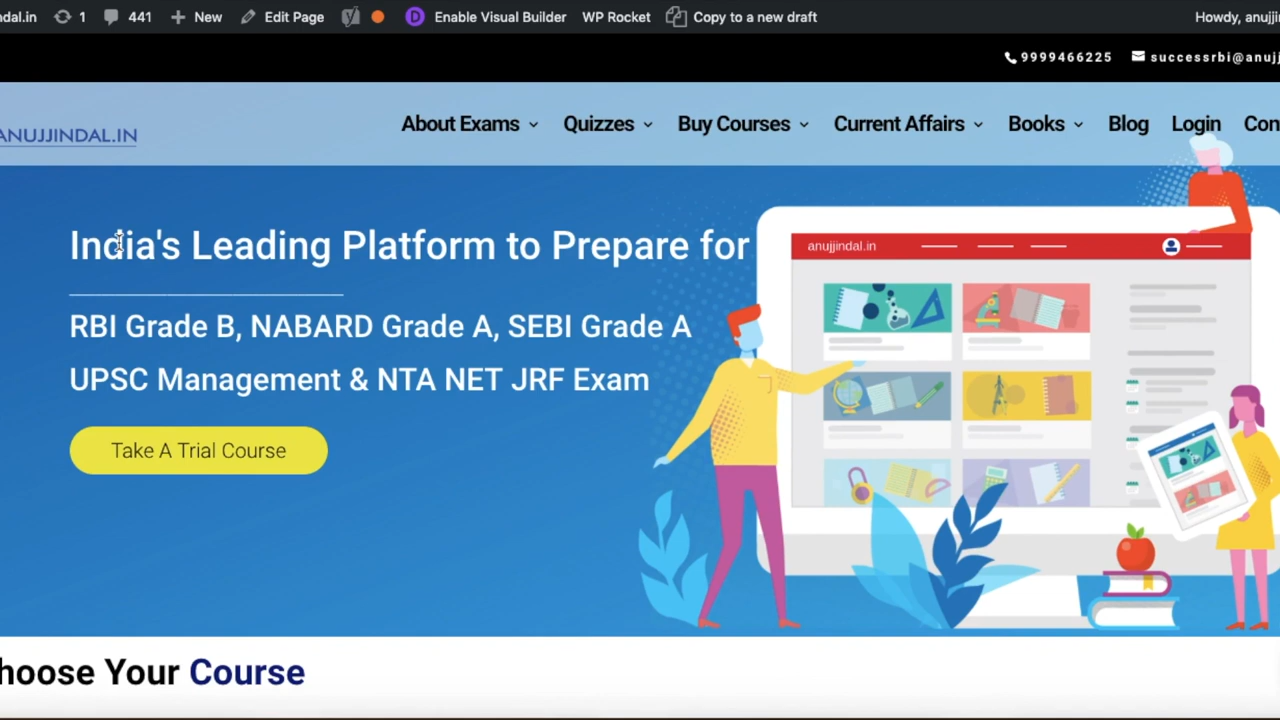 dal.in 1 441 New Edit Page Enable Visual Builder WP Rocket Copy to a new draft Howdy, anujji
9999466225 successrbi@anujj
ANUJJINDAL.IN
About Exams Quizzes Buy Courses Current Affairs Books Blog Login Con
India's Leading Platform to Prepare for
RBI Grade B, NABARD Grade A, SEBI Grade A
UPSC Management & NTA NET JRF Exam
Take A Trial Course
anujjindal.in
hoose Your Course